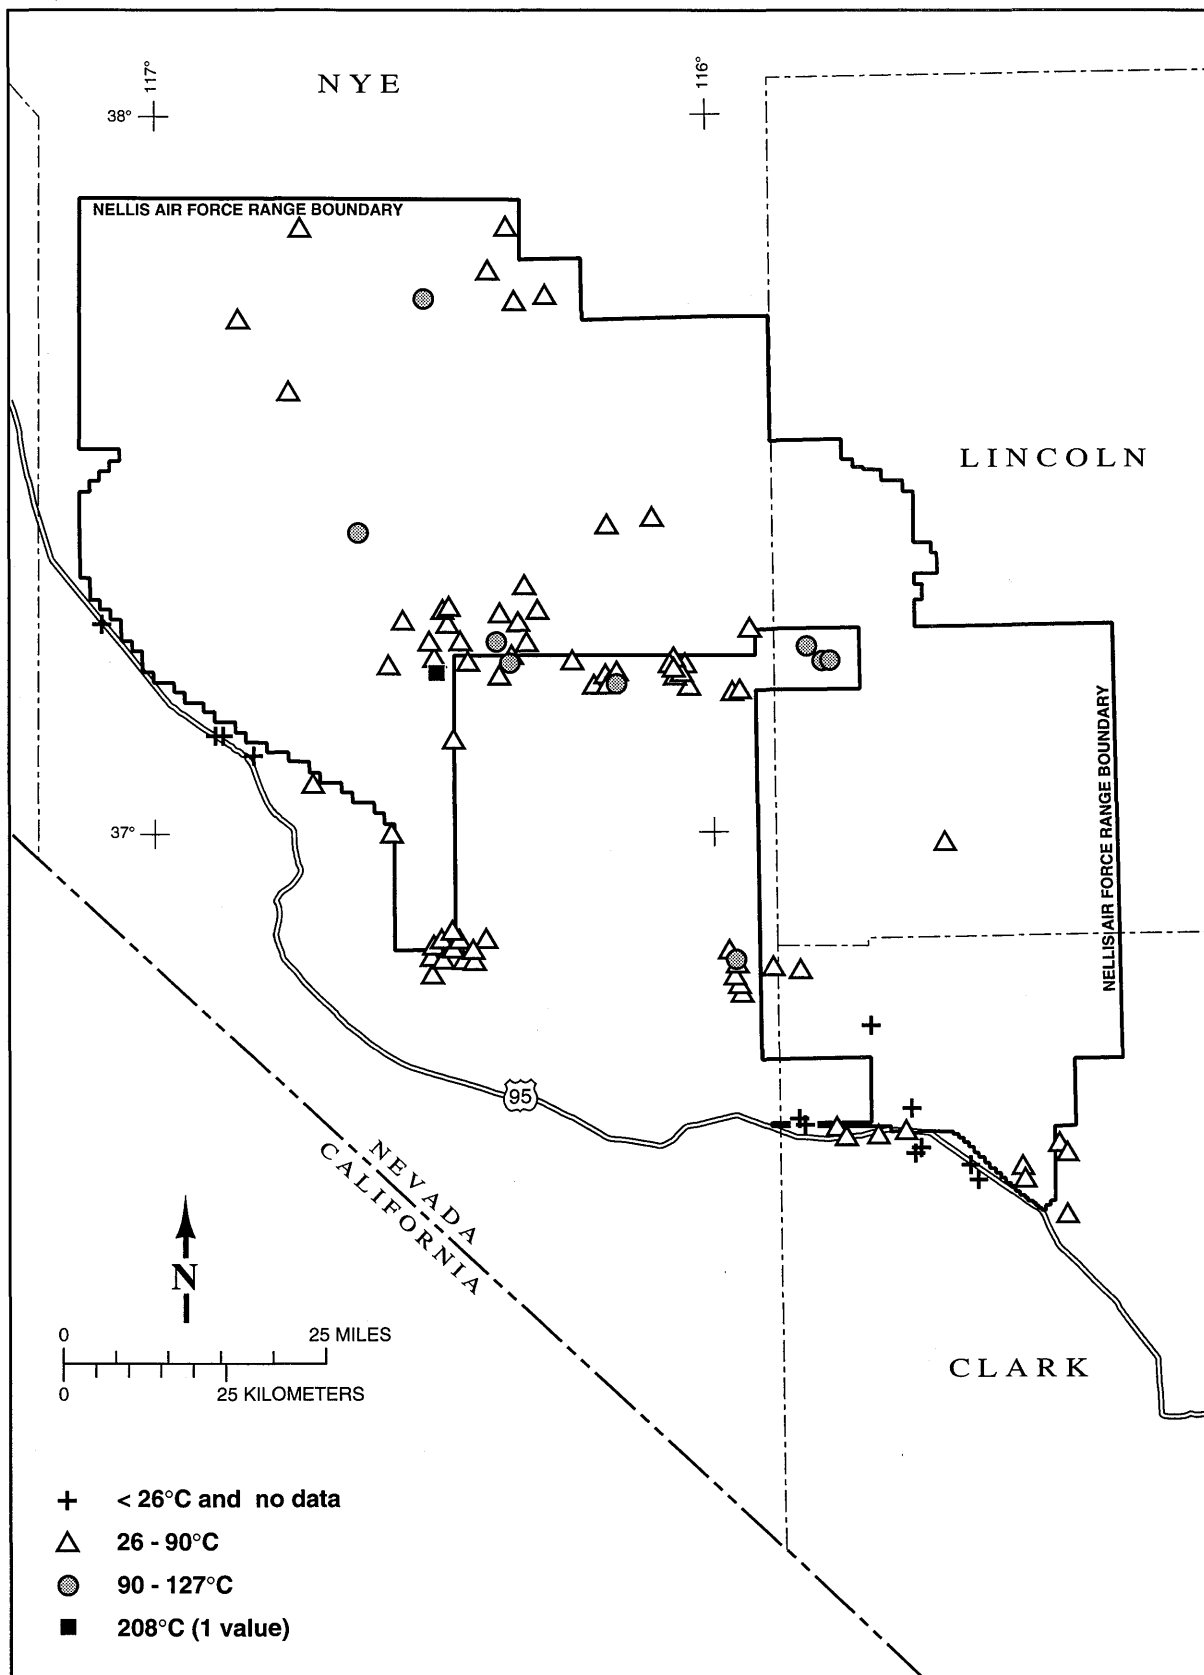 NYE
117°
116°
38°
NELLIS AIR FORCE RANGE BOUNDARY
LINCOLN
NELLIS AIR FORCE RANGE BOUNDARY
37°
95
NEVADA
CALIFORNIA
N
0 25 MILES
0 25 KILOMETERS
CLARK
< 26°C and no data
26 - 90°C
90 - 127°C
208°C (1 value)